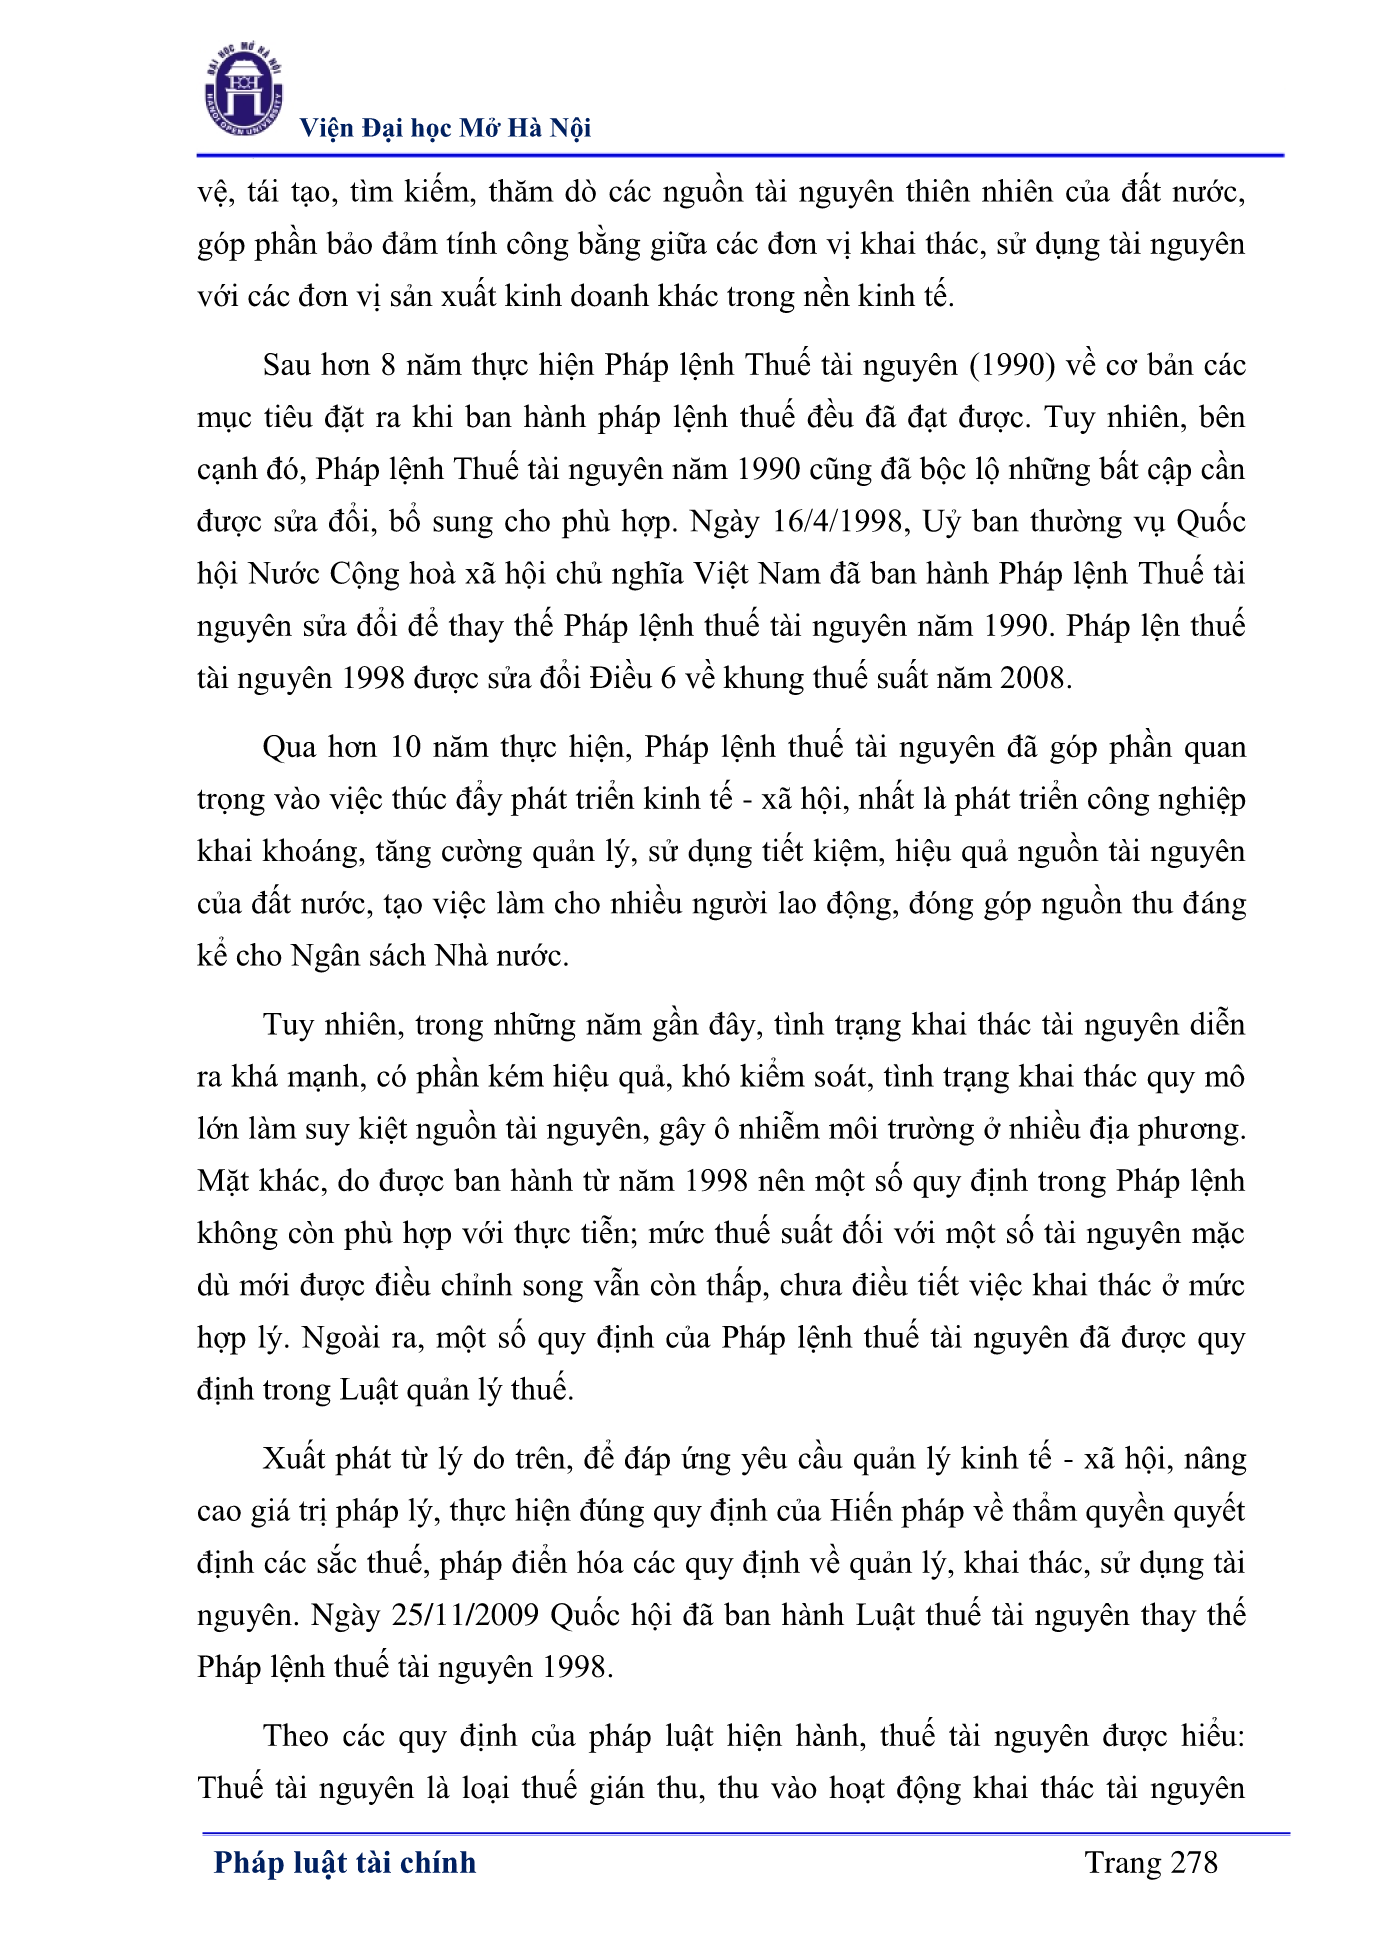 ĐẠI HỌC MỞ HÀ NỘI
HANOI OPEN UNIVERSITY
Viện Đại học Mở Hà Nội
vệ, tái tạo, tìm kiếm, thăm dò các nguồn tài nguyên thiên nhiên của đất nước,
góp phần bảo đảm tính công bằng giữa các đơn vị khai thác, sử dụng tài nguyên
với các đơn vị sản xuất kinh doanh khác trong nền kinh tế.
Sau hơn 8 năm thực hiện Pháp lệnh Thuế tài nguyên (1990) về cơ bản các
mục tiêu đặt ra khi ban hành pháp lệnh thuế đều đã đạt được. Tuy nhiên, bên
cạnh đó, Pháp lệnh Thuế tài nguyên năm 1990 cũng đã bộc lộ những bất cập cần
được sửa đổi, bổ sung cho phù hợp. Ngày 16/4/1998, Uỷ ban thường vụ Quốc
hội Nước Cộng hoà xã hội chủ nghĩa Việt Nam đã ban hành Pháp lệnh Thuế tài
nguyên sửa đổi để thay thế Pháp lệnh thuế tài nguyên năm 1990. Pháp lện thuế
tài nguyên 1998 được sửa đổi Điều 6 về khung thuế suất năm 2008.
Qua hơn 10 năm thực hiện, Pháp lệnh thuế tài nguyên đã góp phần quan
trọng vào việc thúc đẩy phát triển kinh tế - xã hội, nhất là phát triển công nghiệp
khai khoáng, tăng cường quản lý, sử dụng tiết kiệm, hiệu quả nguồn tài nguyên
của đất nước, tạo việc làm cho nhiều người lao động, đóng góp nguồn thu đáng
kể cho Ngân sách Nhà nước.
Tuy nhiên, trong những năm gần đây, tình trạng khai thác tài nguyên diễn
ra khá mạnh, có phần kém hiệu quả, khó kiểm soát, tình trạng khai thác quy mô
lớn làm suy kiệt nguồn tài nguyên, gây ô nhiễm môi trường ở nhiều địa phương.
Mặt khác, do được ban hành từ năm 1998 nên một số quy định trong Pháp lệnh
không còn phù hợp với thực tiễn; mức thuế suất đối với một số tài nguyên mặc
dù mới được điều chỉnh song vẫn còn thấp, chưa điều tiết việc khai thác ở mức
hợp lý. Ngoài ra, một số quy định của Pháp lệnh thuế tài nguyên đã được quy
định trong Luật quản lý thuế.
Xuất phát từ lý do trên, để đáp ứng yêu cầu quản lý kinh tế - xã hội, nâng
cao giá trị pháp lý, thực hiện đúng quy định của Hiến pháp về thẩm quyền quyết
định các sắc thuế, pháp điển hóa các quy định về quản lý, khai thác, sử dụng tài
nguyên. Ngày 25/11/2009 Quốc hội đã ban hành Luật thuế tài nguyên thay thế
Pháp lệnh thuế tài nguyên 1998.
Theo các quy định của pháp luật hiện hành, thuế tài nguyên được hiểu:
Thuế tài nguyên là loại thuế gián thu, thu vào hoạt động khai thác tài nguyên
Pháp luật tài chính
Trang 278